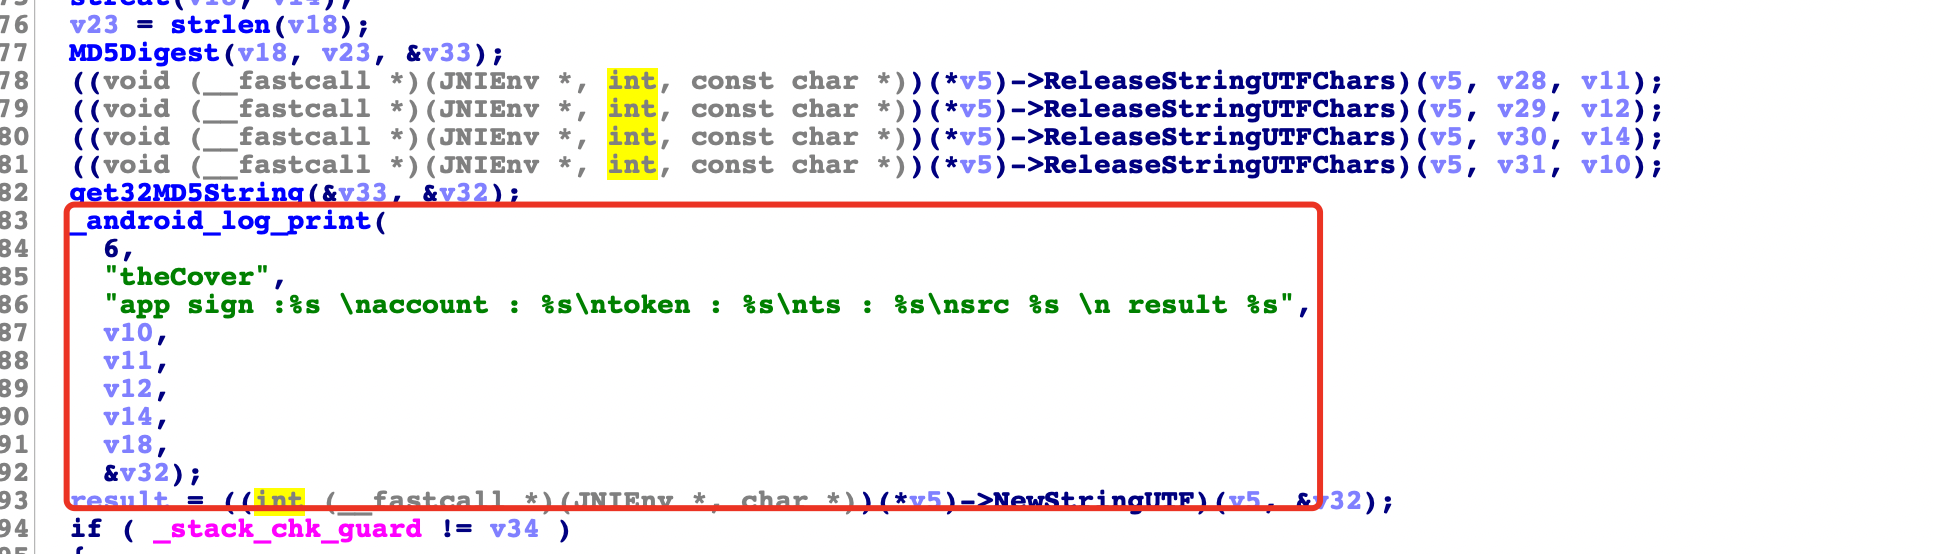 76 v23 = strlen(v18);
77 MD5Digest(v18, v23, &v33);
78 ((void (__fastcall *)(JNIEnv *, int, const char *))(*v5)->ReleaseStringUTFChars)(v5, v28, v11);
79 ((void (__fastcall *)(JNIEnv *, int, const char *))(*v5)->ReleaseStringUTFChars)(v5, v29, v12);
80 ((void (__fastcall *)(JNIEnv *, int, const char *))(*v5)->ReleaseStringUTFChars)(v5, v30, v14);
81 ((void (__fastcall *)(JNIEnv *, int, const char *))(*v5)->ReleaseStringUTFChars)(v5, v31, v10);
82 get32MD5String(&v33, &v32);
83 _android_log_print(
84 6,
85 "theCover",
86 "app sign :%s \naccount : %s\ntoken : %s\nts : %s\nsrc %s \n result %s",
87 v10,
88 v11,
89 v12,
90 v14,
91 v18,
92 &v32);
93 result = ((int (__fastcall *)(JNIEnv *, char *))(*v5)->NewStringUTF)(v5, &v32);
94 if ( _stack_chk_guard != v34 )